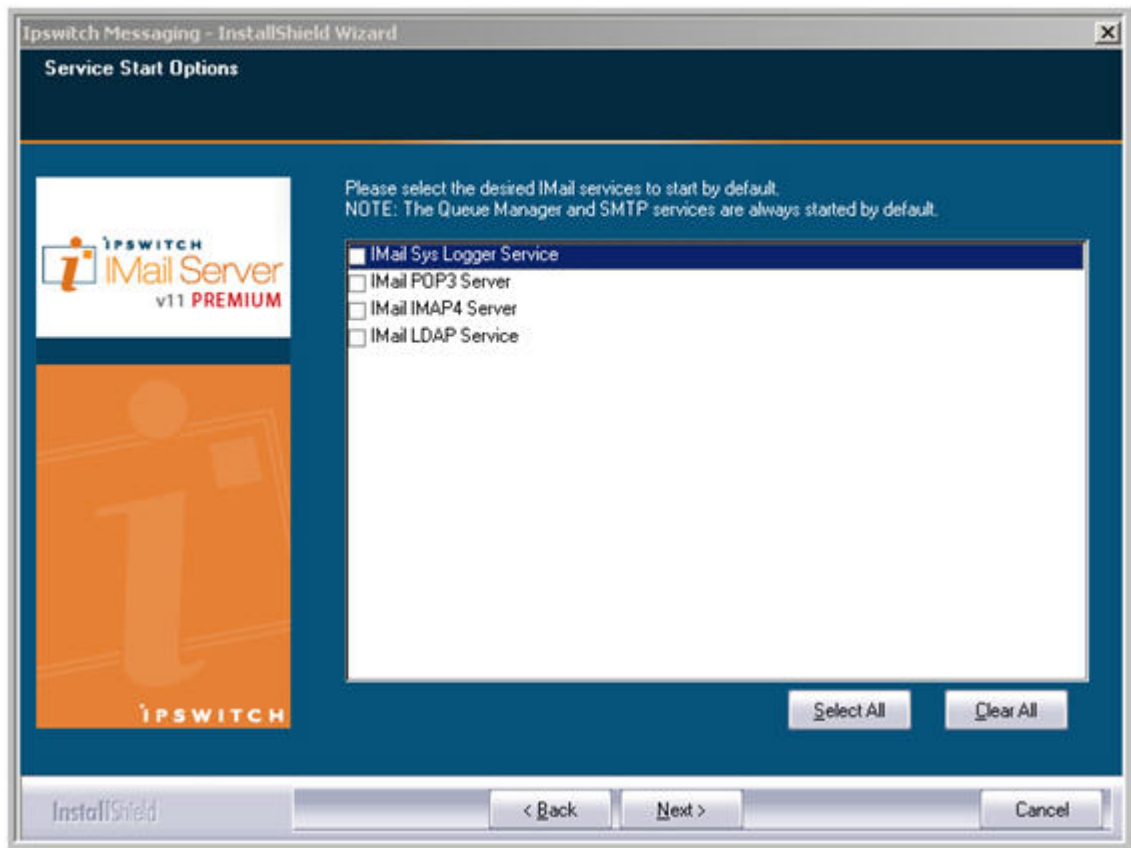 Ipswitch Messaging - InstallShield Wizard
Service Start Options
Please select the desired IMail services to start by default.
NOTE: The Queue Manager and SMTP services are always started by default.
IPSWITCH
IMail Server
v11 PREMIUM
IMail Sys Logger Service
IMail POP3 Server
IMail IMAP4 Server
IMail LDAP Service
IPSWITCH
Select All
Clear All
InstallShield
< Back
Next >
Cancel